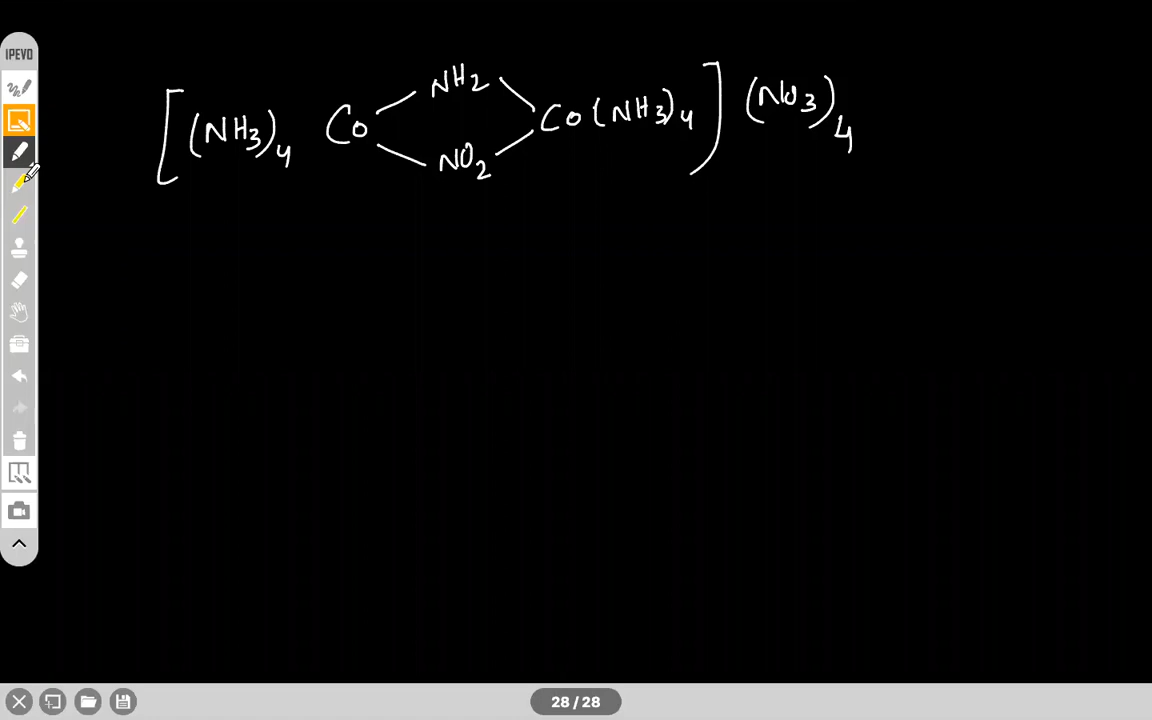 IPEVO
NH2
[(NH3)4 Co Co(NH3)4] (NO3)4
NO2
28 / 28